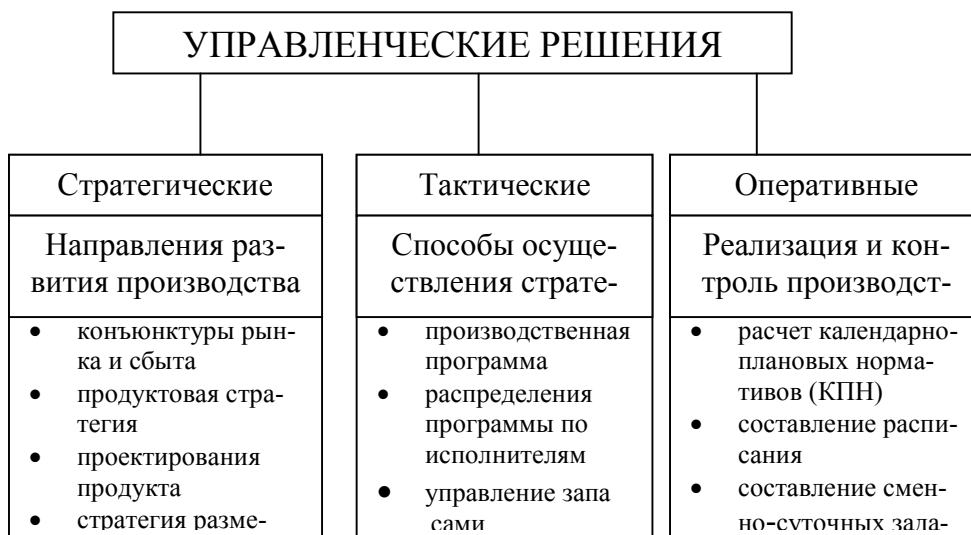 УПРАВЛЕНЧЕСКИЕ РЕШЕНИЯ
Стратегические
Направления раз-
вития производства
• конъюнктуры рын-
ка и сбыта
• продуктовая стра-
тегия
• проектирования
продукта
• стратегия разме-
Тактические
Способы осуще-
ствления страте-
• производственная
программа
• распределения
программы по
исполнителям
• управление запа
сами
Оперативные
Реализация и кон-
троль производст-
• расчет календарно-
плановых норма-
тивов (КПН)
• составление распи-
сания
• составление смен-
но-суточных зада-